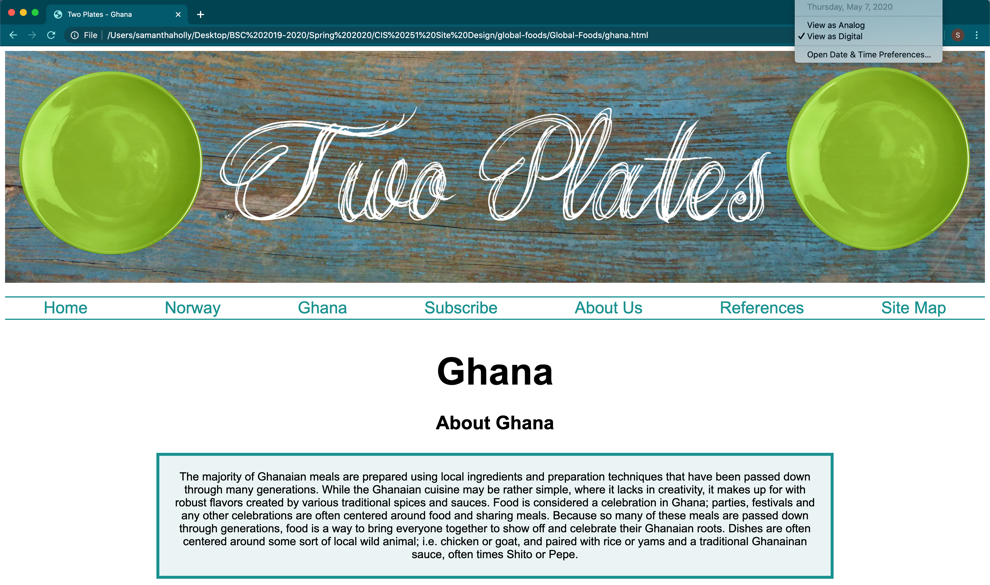 Thursday, May 7, 2020
Two Plates - Ghana
View as Analog
File /Users/samanthaholly/Desktop/BSC%202019-2020/Spring%202020/CIS%20251%20Site%20Design/global-foods/Global-Foods/ghana.html
✓ View as Digital
S
Open Date & Time Preferences...
Two Plates
Home Norway Ghana Subscribe About Us References Site Map
Ghana
About Ghana
The majority of Ghanaian meals are prepared using local ingredients and preparation techniques that have been passed down
through many generations. While the Ghanaian cuisine may be rather simple, where it lacks in creativity, it makes up for with
robust flavors created by various traditional spices and sauces. Food is considered a celebration in Ghana; parties, festivals and
any other celebrations are often centered around food and sharing meals. Because so many of these meals are passed down
through generations, food is a way to bring everyone together to show off and celebrate their Ghanaian roots. Dishes are often
centered around some sort of local wild animal; i.e. chicken or goat, and paired with rice or yams and a traditional Ghanainan
sauce, often times Shito or Pepe.